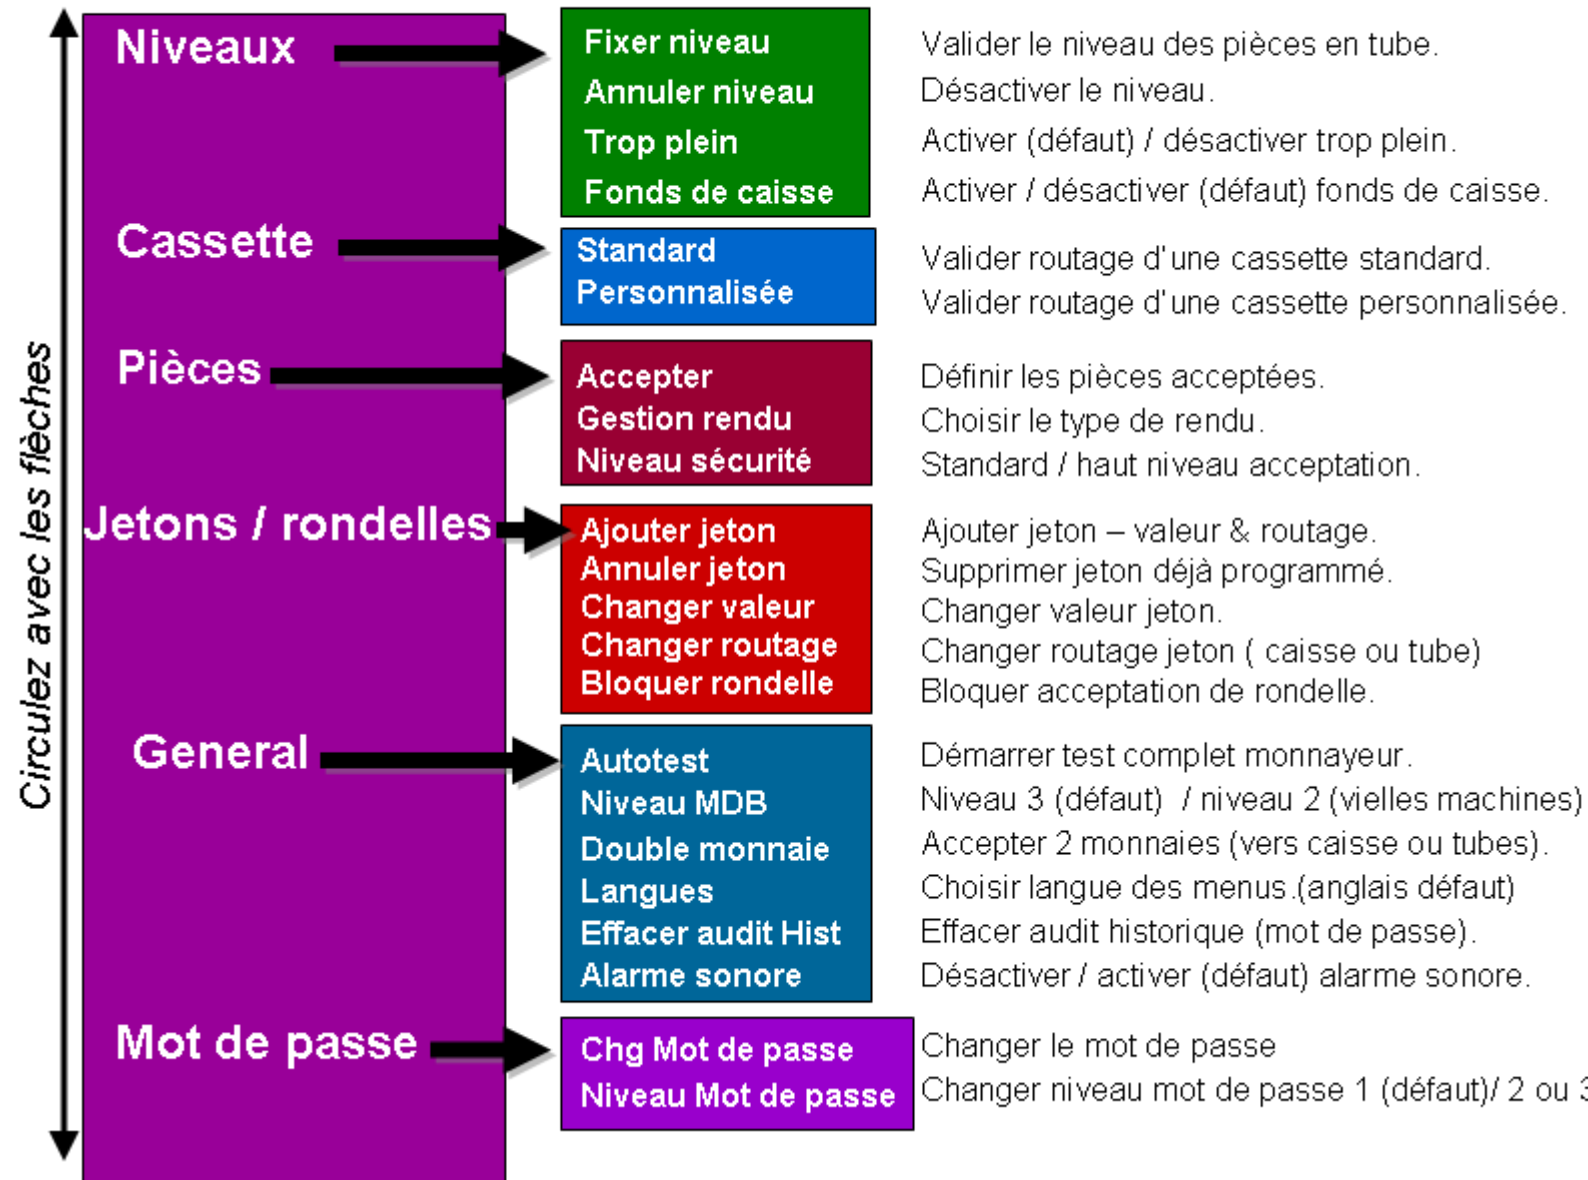 Circulez avec les flèches
Niveaux
Fixer niveau
Valider le niveau des pièces en tube.
Annuler niveau
Désactiver le niveau.
Trop plein
Activer (défaut) / désactiver trop plein.
Fonds de caisse
Activer / désactiver (défaut) fonds de caisse.
Cassette
Standard
Valider routage d'une cassette standard.
Personnalisée
Valider routage d'une cassette personnalisée.
Pièces
Accepter
Définir les pièces acceptées.
Gestion rendu
Choisir le type de rendu.
Niveau sécurité
Standard / haut niveau acceptation.
Jetons / rondelles
Ajouter jeton
Ajouter jeton – valeur & routage.
Annuler jeton
Supprimer jeton déjà programmé.
Changer valeur
Changer valeur jeton.
Changer routage
Changer routage jeton ( caisse ou tube)
Bloquer rondelle
Bloquer acceptation de rondelle.
General
Autotest
Démarrer test complet monnayeur.
Niveau MDB
Niveau 3 (défaut) / niveau 2 (vielles machines)
Double monnaie
Accepter 2 monnaies (vers caisse ou tubes).
Langues
Choisir langue des menus.(anglais défaut)
Effacer audit Hist
Effacer audit historique (mot de passe).
Alarme sonore
Désactiver / activer (défaut) alarme sonore.
Mot de passe
Chg Mot de passe
Changer le mot de passe
Niveau Mot de passe
Changer niveau mot de passe 1 (défaut)/ 2 ou 3